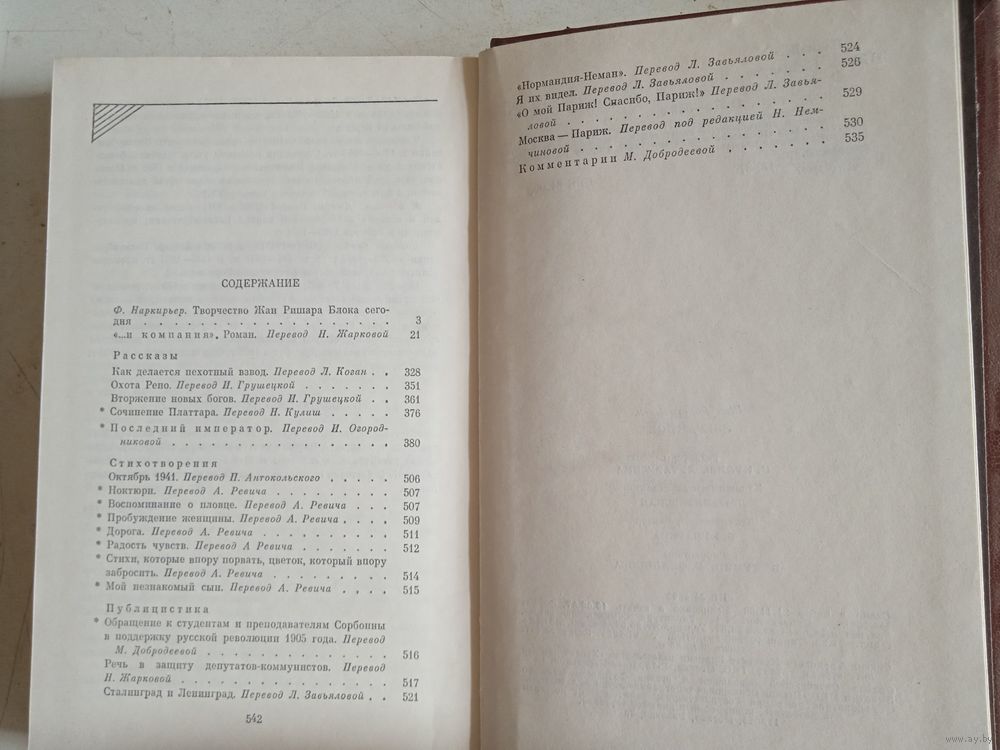 СОДЕРЖАНИЕ
Ф. Наркирьер. Творчество Жан Ришара Блока сего-
дня . . . . . . . . . . . . . . . . 3
«...и компания». Роман. Перевод Н. Жарковой 21
Рассказы
Как делается пехотный взвод. Перевод Л. Коган . . 328
Охота Рено. Перевод И. Грушецкой . . . . . . . 351
Вторжение новых богов. Перевод И. Грушецкой . . 361
* Сочинение Платтара. Перевод Н. Кулиш . . . . . 376
* Последний император. Перевод И. Огород-
никовой . . . . . . . . . . . . . . . 380
Стихотворения
Октябрь 1941. Перевод П. Антокольского . . . . . 506
* Ноктюрн. Перевод А. Ревича . . . . . . . . 507
* Воспоминание о пловце. Перевод А. Ревича . . . 507
* Пробуждение женщины. Перевод А. Ревича . . . . 509
* Дорога. Перевод А. Ревича . . . . . . . . . 511
* Радость чувств. Перевод А Ревича . . . . . . . 512
* Стихи, которые впору порвать, цветок, который впору
забросить. Перевод А. Ревича . . . . . . . . . 514
* Мой незнакомый сын. Перевод А. Ревича . . . . 515
Публицистика
* Обращение к студентам и преподавателям Сорбонны
в поддержку русской революции 1905 года. Перевод
М. Добродеевой . . . . . . . . . . . . . 516
Речь в защиту депутатов-коммунистов. Перевод
Н. Жарковой . . . . . . . . . . . . . . . 517
Сталинград и Ленинград. Перевод Л. Завьяловой . . 521
542
«Нормандия-Неман». Перевод Л. Завьяловой . . . 524
Я их видел. Перевод Л. Завьяловой . . . . . . . 526
«О мой Париж! Спасибо, Париж!» Перевод Л. Завья-
ловой . . . . . . . . . . . . . . . . 529
Москва — Париж. Перевод под редакцией Н. Нем-
чиновой . . . . . . . . . . . . . . . 530
Комментарии М. Добродеевой . . . . . . . 535
www.ay.by